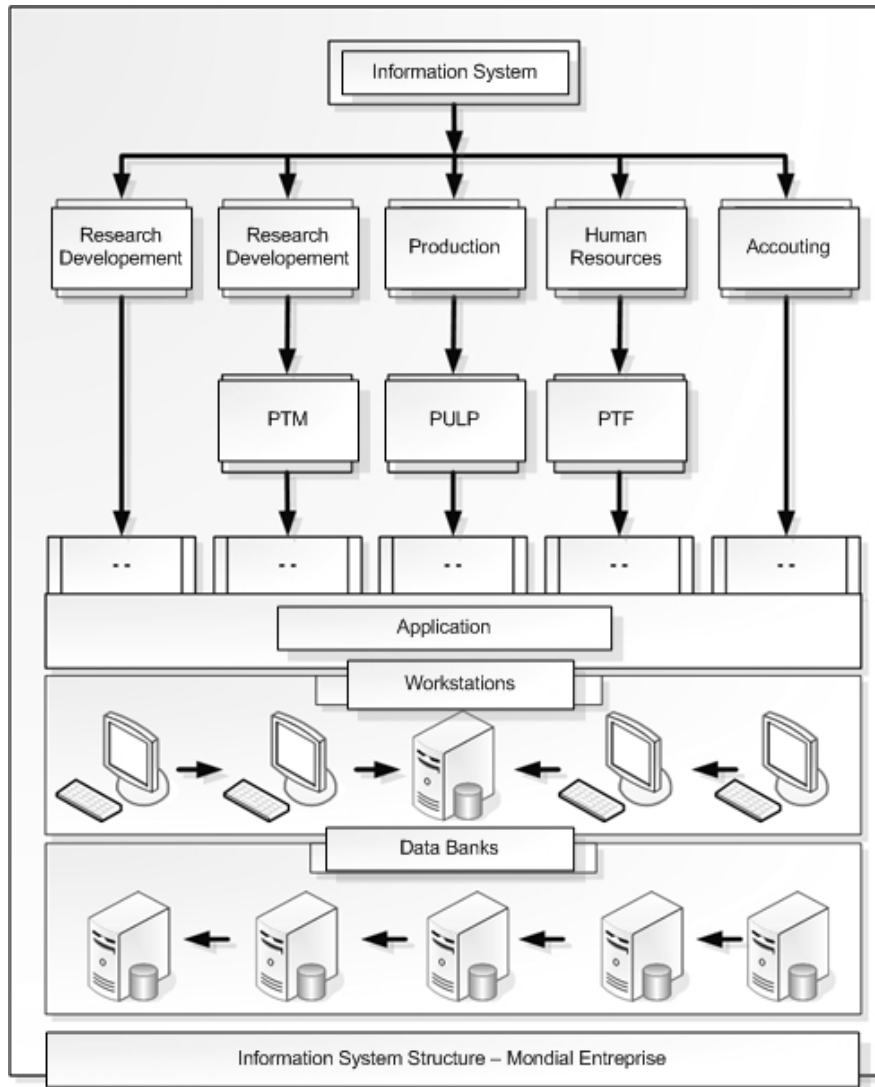 Information System
Research
Developement
Research
Developement
Production
Human
Resources
Accouting
PTM
PULP
PTF
--
--
--
--
--
Application
Workstations
Data Banks
Information System Structure – Mondial Entreprise